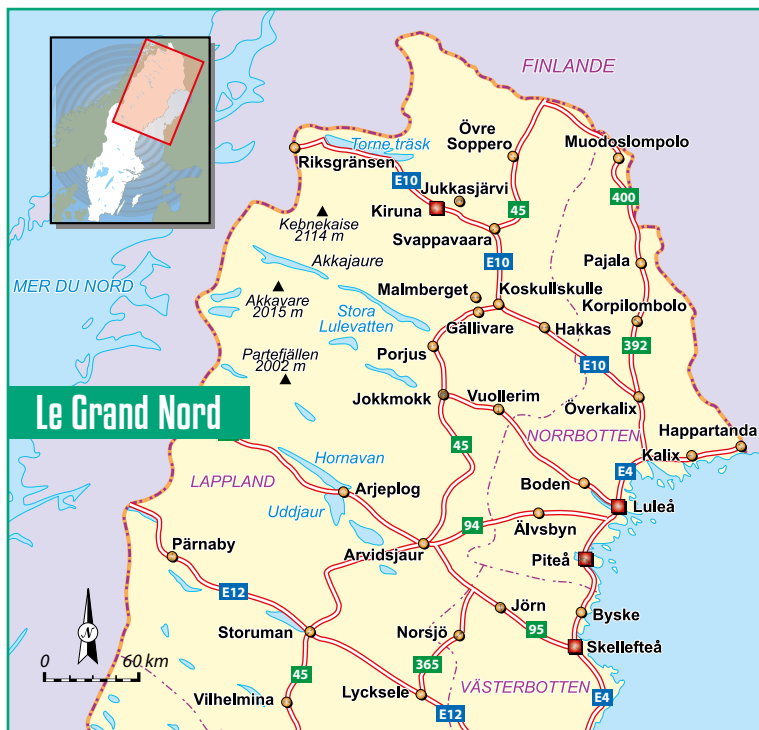 FINLANDE
Övre
Soppero
Muodoslompolo
Torne träsk
Riksgränsen
E10
Jukkasjärvi
400
Kiruna
45
Kebnekaise
2114 m
Svappavaara
Akkajaure
E10
Pajala
MER DU NORD
Malmberget
Koskullskulle
Akkavare
2015 m
Stora
Lulevatten
Korpilombolo
Gällivare
Hakkas
Porjus
392
Partefjällen
2002 m
E10
Jokkmokk
Vuollerim
Överkalix
Le Grand Nord
NORRBOTTEN
Happartanda
45
Kalix
Hornavan
LAPPLAND
E4
Arjeplog
Boden
Uddjaur
Luleå
94
Älvsbyn
Arvidsjaur
Pärnaby
Piteå
E12
Jörn
Byske
N
Storuman
Norsjö
95
Skellefteå
0 60 km
365
45
VÄSTERBOTTEN
Vilhelmina
Lycksele
E4
E12